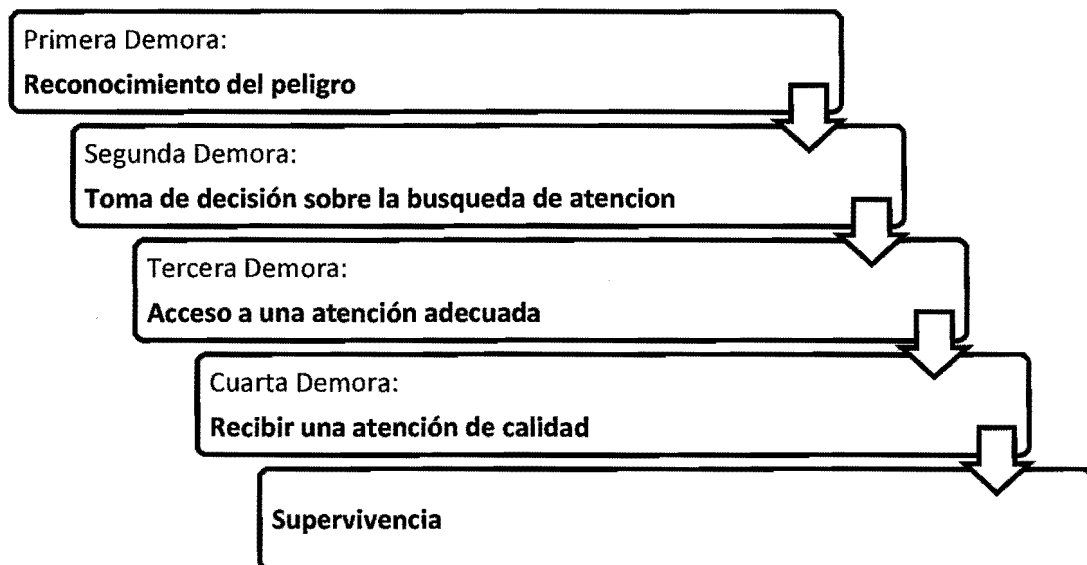 Primera Demora:
Reconocimiento del peligro
Segunda Demora:
Toma de decisión sobre la busqueda de atencion
Tercera Demora:
Acceso a una atención adecuada
Cuarta Demora:
Recibir una atención de calidad
Supervivencia